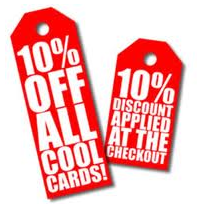 10%
OFF
ALL
COOL
CARDS!
10%
DISCOUNT
APPLIED
AT THE
CHECKOUT